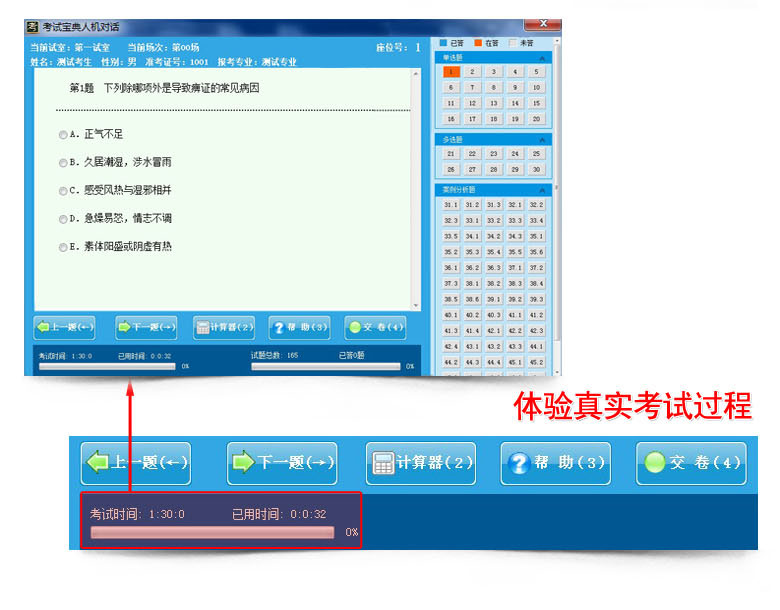 考试宝典人机对话
当前试室：第一试室 当前场次：第00场 座位号： 1
姓名：测试考生 性别：男 准考证号：1001 报考专业：测试专业
第1题 下列除哪项外是导致痹证的常见病因
A．正气不足
B．久居潮湿，涉水冒雨
C．感受风热与湿邪相并
D．急燥易怒，情志不调
E．素体阳盛或阴虚有热
上一题(←) 下一题(→) 计算器(2) 帮 助(3) 交 卷(4)
考试时间： 1:30:0 已用时间： 0:0:32 试题总数： 165 已答0题
0% 0%
已答 在答 未答
单选题
1 2 3 4 5
6 7 8 9 10
11 12 13 14 15
16 17 18 19 20
多选题
21 22 23 24 25
26 27 28 29 30
案例分析题
31.1 31.2 31.3 32.1 32.2
32.3 33.1 33.2 33.3 33.4
33.5 34.1 34.2 34.3 35.1
35.2 35.3 35.4 35.5 35.6
36.1 36.2 36.3 37.1 37.2
37.3 38.1 38.2 38.3 38.4
38.5 38.6 39.1 39.2 39.3
40.1 40.2 40.3 41.1 41.2
41.3 41.4 42.1 42.2 42.3
42.4 43.1 43.2 43.3 44.1
44.2 44.3 44.4 45.1 45.2
体验真实考试过程
上一题(←) 下一题(→) 计算器(2) 帮 助(3) 交 卷(4)
考试时间: 1:30:0 已用时间: 0:0:32
0%